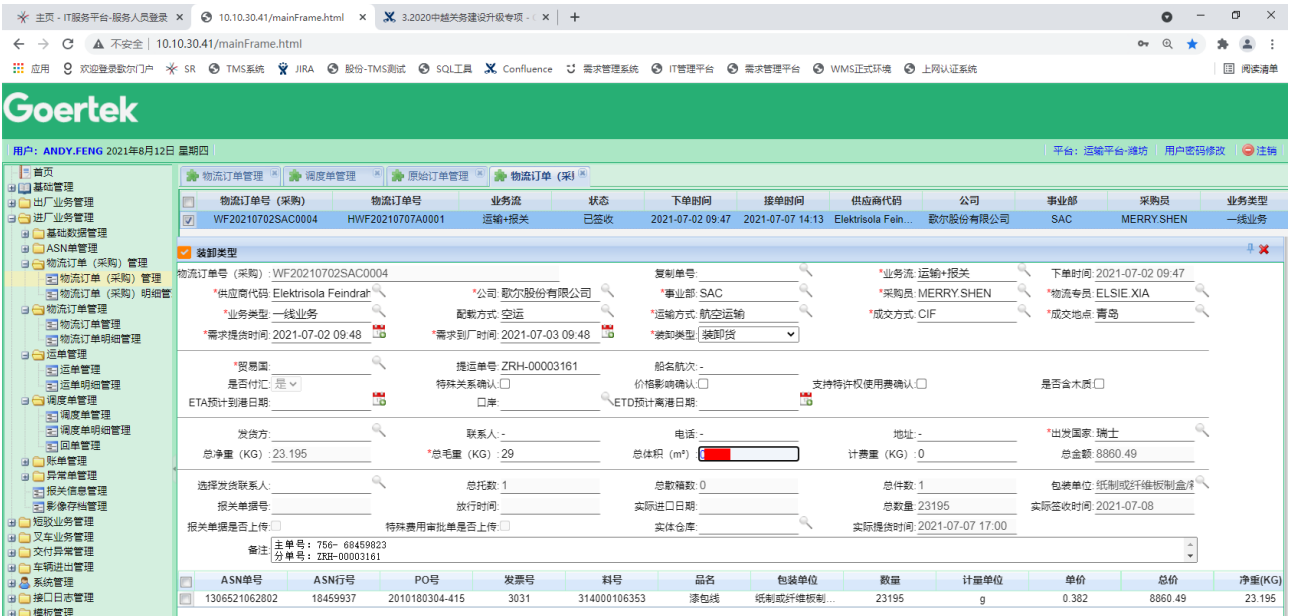 主页 - IT服务平台-服务人员登录 × 10.10.30.41/mainFrame.html × 3.2020中越关务建设升级专项 - × +
不安全 | 10.10.30.41/mainFrame.html
应用 欢迎登录歌尔门户 SR TMS系统 JIRA 股份-TMS测试 SQL工具 Confluence 需求管理系统 IT管理平台 需求管理平台 WMS正式环境 上网认证系统 阅读清单
Goertek
用户: ANDY.FENG 2021年8月12日 星期四 平台: 运输平台-潍坊 用户密码修改 注销
首页
基础管理
出厂业务管理
进厂业务管理
基础数据管理
ASN单管理
物流订单（采购）管理
物流订单（采购）管理
物流订单（采购）明细管
物流订单管理
物流订单管理
物流订单明细管理
运单管理
运单管理
运单明细管理
调度单管理
调度单管理
调度单明细管理
回单管理
账单管理
异常单管理
报关信息管理
影像存档管理
短驳业务管理
叉车业务管理
交付异常管理
车辆进出管理
系统管理
接口日志管理
模板管理
物流订单管理 调度单管理 原始订单管理 物流订单（采
物流订单号（采购） 物流订单号 业务流 状态 下单时间 接单时间 供应商代码 公司 事业部 采购员 业务类型
WF20210702SAC0004 HWF20210707A0001 运输+报关 已签收 2021-07-02 09:47 2021-07-07 14:13 Elektrisola Fein... 歌尔股份有限公司 SAC MERRY.SHEN 一线业务
装卸类型
物流订单号（采购）: WF20210702SAC0004 复制单号: *业务流: 运输+报关 下单时间: 2021-07-02 09:47
*供应商代码: Elektrisola Feindrah *公司: 歌尔股份有限公司 *事业部: SAC *采购员: MERRY.SHEN *物流专员: ELSIE.XIA
*业务类型: 一线业务 配载方式: 空运 *运输方式: 航空运输 *成交方式: CIF *成交地点: 青岛
*需求提货时间: 2021-07-02 09:48 *需求到厂时间: 2021-07-03 09:48 *装卸类型: 装卸货
*贸易国: 提运单号: ZRH-00003161 船名航次: -
是否付汇: 是 特殊关系确认: 价格影响确认: 支持特许权使用费确认: 是否含木质:
ETA预计到港日期: 口岸: ETD预计离港日期:
发货方: 联系人: - 电话: - 地址: - *出发国家: 瑞士
总净重（KG）: 23.195 *总毛重（KG）: 29 总体积（m³）: 计费重（KG）: 0 总金额: 8860.49
选择发货联系人: 总托数: 1 总散箱数: 0 总件数: 1 包装单位: 纸制或纤维板制盒/
报关单据号: 放行时间: 实际进口日期: 总数量: 23195 实际签收时间: 2021-07-08
报关单据是否上传: 特殊费用审批单是否上传: 实体仓库: 实际提货时间: 2021-07-07 17:00
备注: 主单号: 756- 68459823
分单号: ZRH-00003161
ASN单号 ASN行号 PO号 发票号 料号 品名 包装单位 数量 计量单位 单价 总价 净重(KG)
1306521062802 18459937 2010180304-415 3031 314000106353 漆包线 纸制或纤维板制... 23195 g 0.382 8860.49 23.195